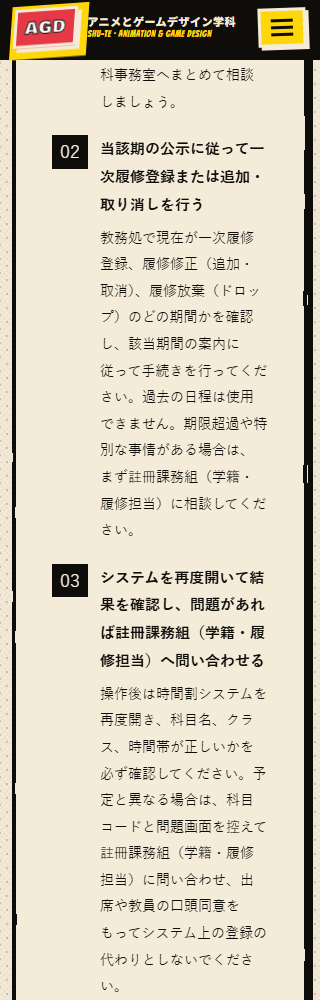 AGD
アニメとゲームデザイン学科
SHU-TE・ANIMATION & GAME DESIGN
科事務室へまとめて相談
しましょう。
02
当該期の公示に従って一
次履修登録または追加・
取り消しを行う
教務処で現在が一次履修
登録、履修修正（追加・
取消）、履修放棄（ドロッ
プ）のどの期間かを確認
し、該当期間の案内に
従って手続きを行ってくだ
さい。過去の日程は使用
できません。期限超過や特
別な事情がある場合は、
まず註冊課務組（学籍・
履修担当）に相談してくだ
さい。
03
システムを再度開いて結
果を確認し、問題があれ
ば註冊課務組（学籍・履
修担当）へ問い合わせる
操作後は時間割システムを
再度開き、科目名、クラ
ス、時間帯が正しいかを
必ず確認してください。予
定と異なる場合は、科目
コードと問題画面を控えて
註冊課務組（学籍・履修
担当）に問い合わせ、出
席や教員の口頭同意を
もってシステム上の登録の
代わりとしないでくださ
い。